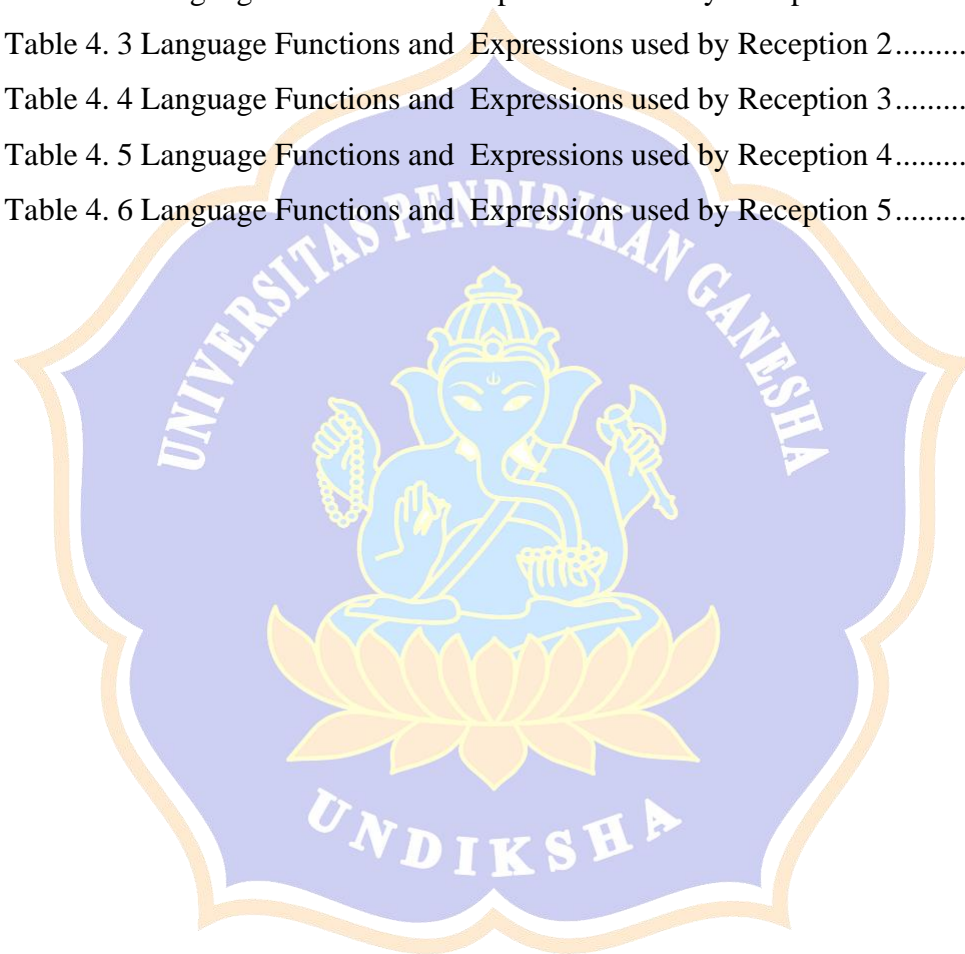 Table 4. 3 Language Functions and Expressions used by Reception 2.........
Table 4. 4 Language Functions and Expressions used by Reception 3.........
Table 4. 5 Language Functions and Expressions used by Reception 4.........
Table 4. 6 Language Functions and Expressions used by Reception 5.........
UNIVERSITAS PENDIDIKAN GANESHA
UNDIKSHA